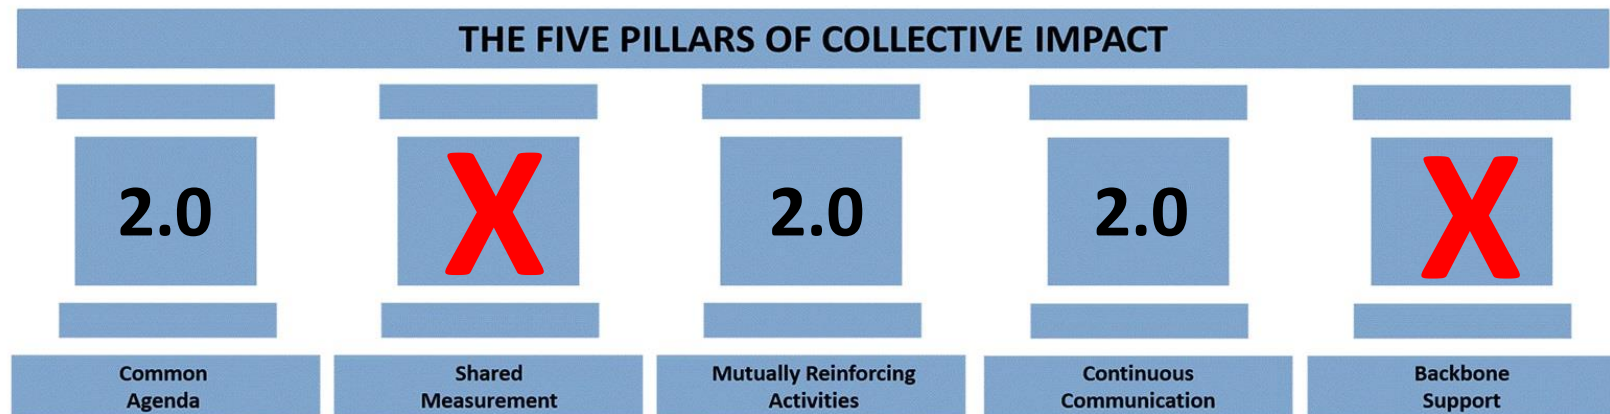 THE FIVE PILLARS OF COLLECTIVE IMPACT
2.0
X
2.0
2.0
X
Common
Agenda
Shared
Measurement
Mutually Reinforcing
Activities
Continuous
Communication
Backbone
Support